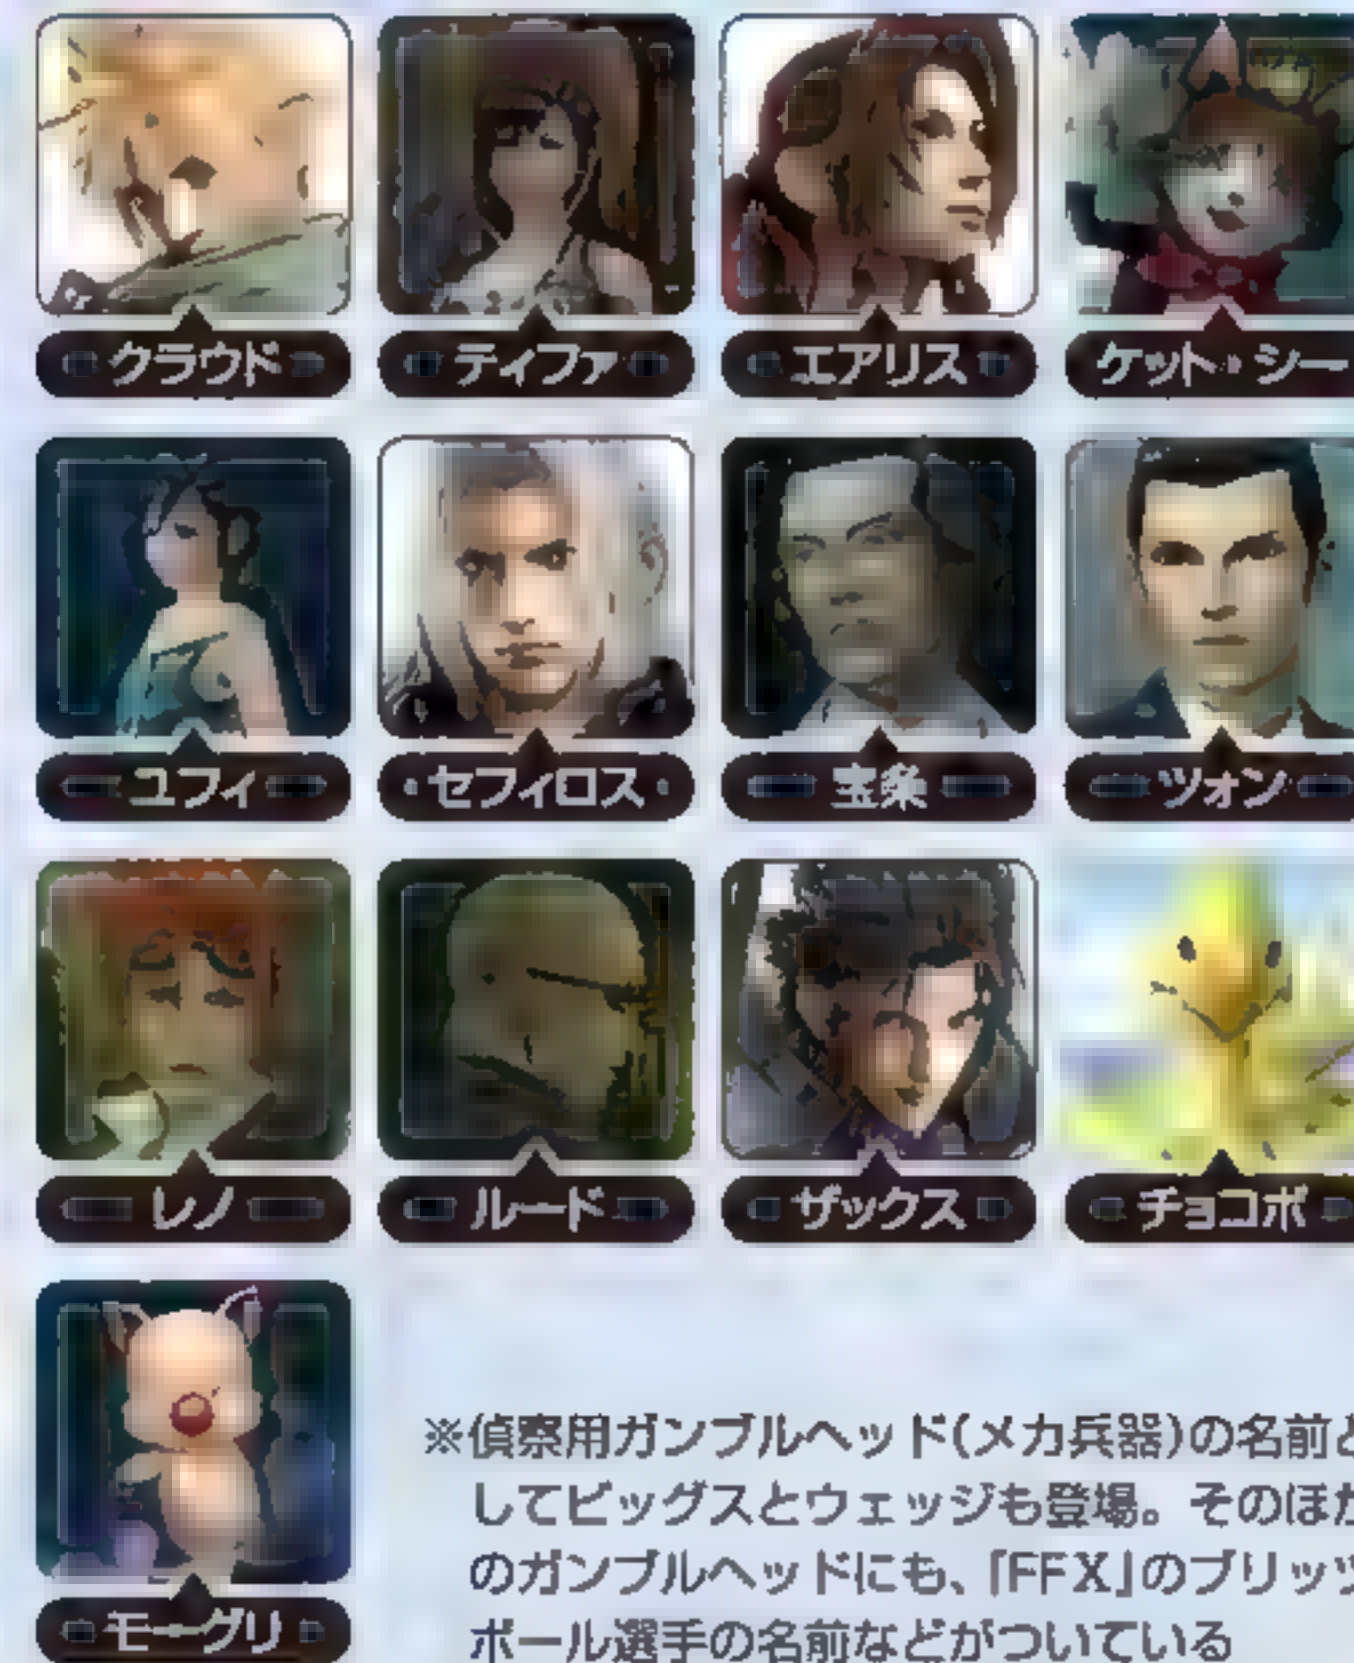 クラウド
ティファ
エアリス
ケット・シー
ユフィ
セフィロス
宝条
ツォン
レノ
ルード
ザックス
チョコボ
モーグリ
※偵察用ガンブルヘッド(メカ兵器)の名前と
してビッグスとウェッジも登場。そのほか
のガンブルヘッドにも、「FFX」のブリッツ
ボール選手の名前などがついている